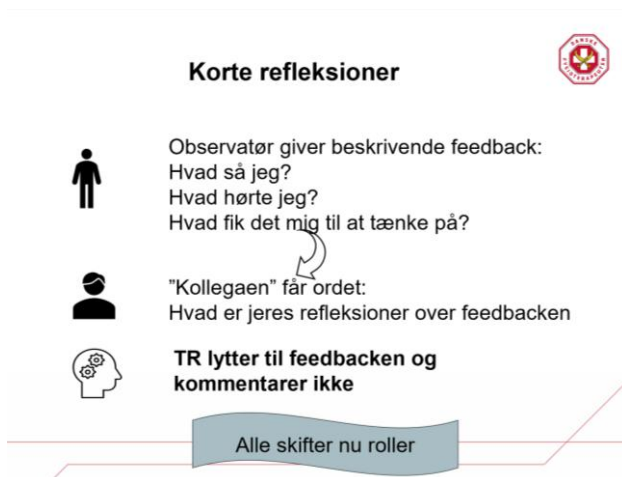 Korte refleksioner
DANSKE
FYSIOTERAPEUTER
Observatør giver beskrivende feedback:
Hvad så jeg?
Hvad hørte jeg?
Hvad fik det mig til at tænke på?
"Kollegaen" får ordet:
Hvad er jeres refleksioner over feedbacken
TR lytter til feedbacken og
kommentarer ikke
Alle skifter nu roller